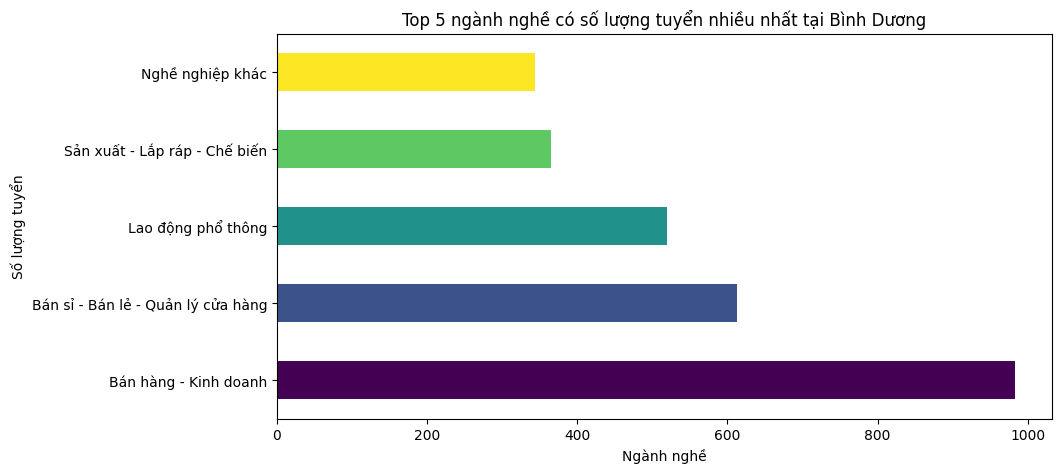 Top 5 ngành nghề có số lượng tuyển nhiều nhất tại Bình Dương
Số lượng tuyển
Nghề nghiệp khác
Sản xuất - Lắp ráp - Chế biến
Lao động phổ thông
Bán sỉ - Bán lẻ - Quản lý cửa hàng
Bán hàng - Kinh doanh
0 200 400 600 800 1000
Ngành nghề